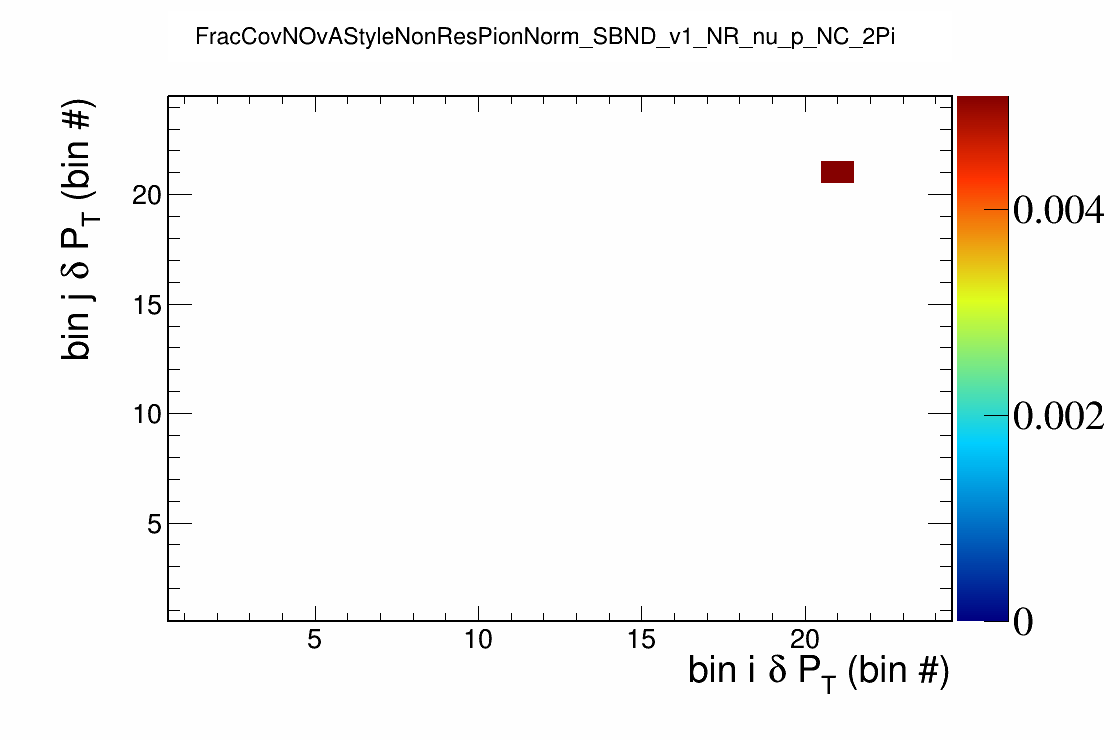 FracCovNOvAStyleNonResPionNorm_SBND_v1_NR_nu_p_NC_2Pi
bin j δ P_T (bin #)
20
15
10
5
5 10 15 20
bin i δ P_T (bin #)
0.004
0.002
0